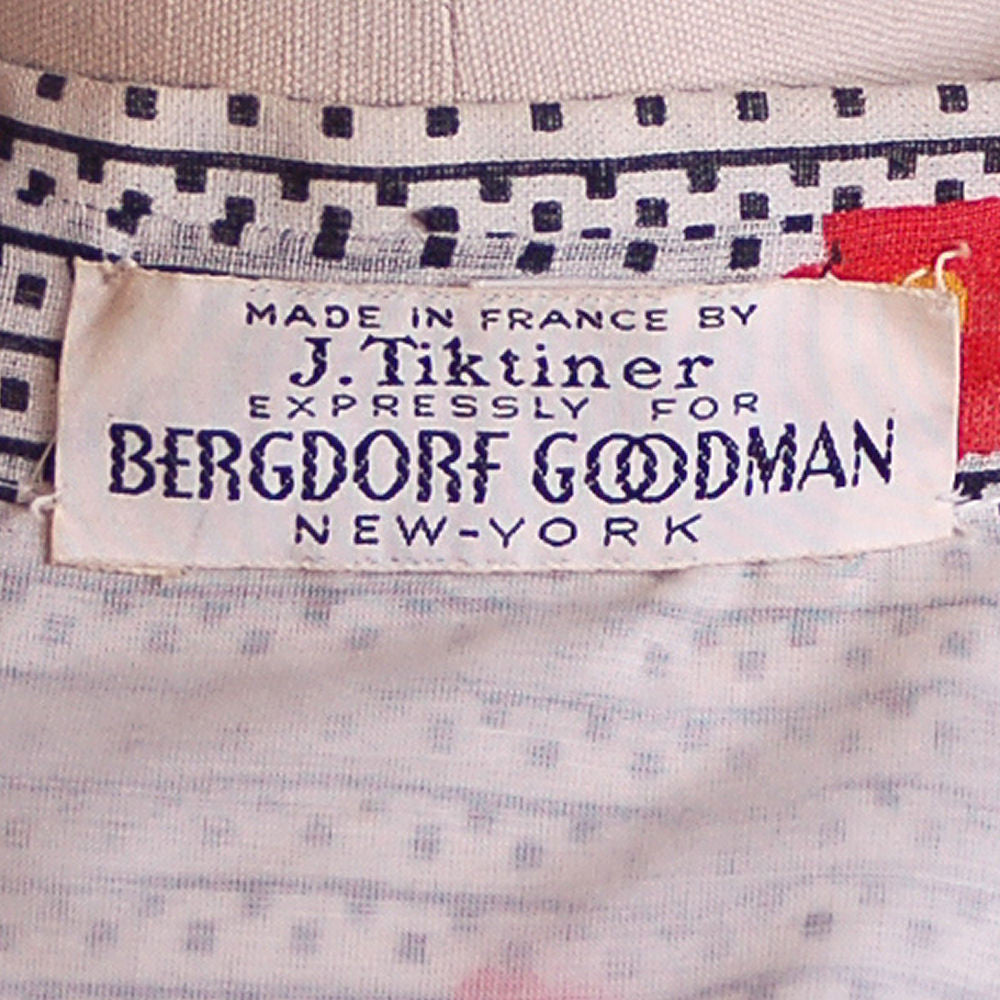 MADE IN FRANCE BY
J. Tiktiner
EXPRESSLY FOR
BERGDORF GOODMAN
NEW-YORK